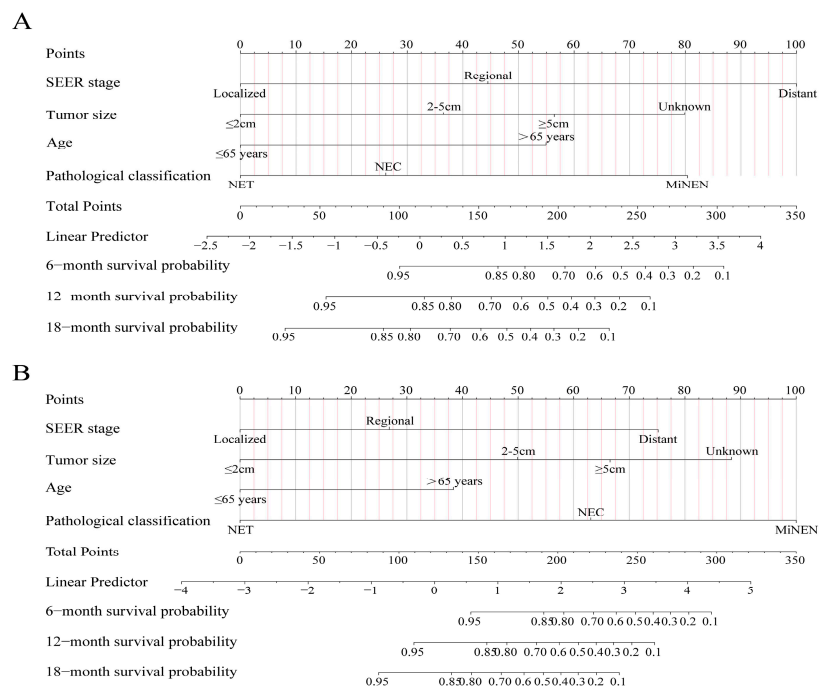 A
Points 0 10 20 30 40 50 60 70 80 90 100
SEER stage Localized Regional Distant
Tumor size ≤2cm 2-5cm ≥5cm Unknown
Age ≤65 years >65 years
Pathological classification NET NEC MiNEN
Total Points 0 50 100 150 200 250 300 350
Linear Predictor −2.5 −2 −1.5 −1 −0.5 0 0.5 1 1.5 2 2.5 3 3.5 4
6−month survival probability 0.95 0.85 0.80 0.70 0.6 0.5 0.4 0.3 0.2 0.1
12 month survival probability 0.95 0.85 0.80 0.70 0.6 0.5 0.4 0.3 0.2 0.1
18−month survival probability 0.95 0.85 0.80 0.70 0.6 0.5 0.4 0.3 0.2 0.1
B
Points 0 10 20 30 40 50 60 70 80 90 100
SEER stage Localized Regional Distant
Tumor size ≤2cm 2-5cm ≥5cm Unknown
Age ≤65 years >65 years
Pathological classification NET NEC MiNEN
Total Points 0 50 100 150 200 250 300 350
Linear Predictor −4 −3 −2 −1 0 1 2 3 4 5
6−month survival probability 0.95 0.85 0.80 0.70 0.6 0.5 0.4 0.3 0.2 0.1
12−month survival probability 0.95 0.85 0.80 0.70 0.6 0.5 0.4 0.3 0.2 0.1
18−month survival probability 0.95 0.85 0.80 0.70 0.6 0.5 0.4 0.3 0.2 0.1